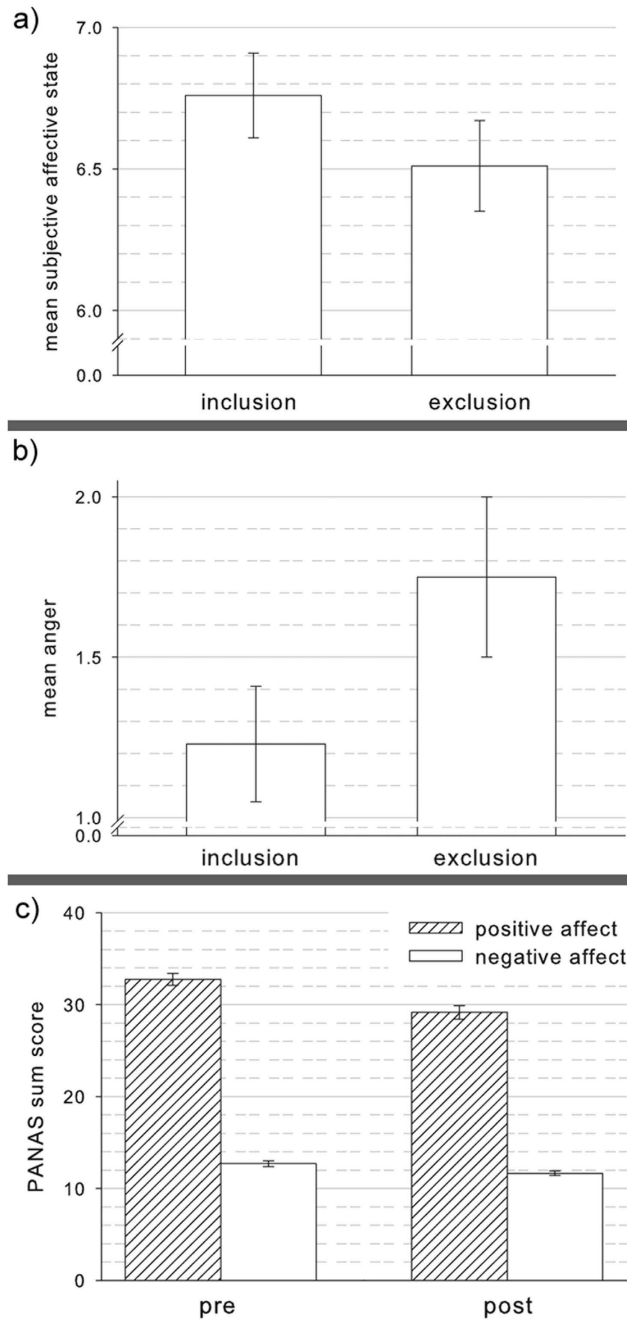 a)
mean subjective affective state
7.0
6.5
6.0
0.0
inclusion exclusion
b)
mean anger
2.0
1.5
1.0
0.0
inclusion exclusion
c)
PANAS sum score
40
30
20
10
0
positive affect
negative affect
pre post